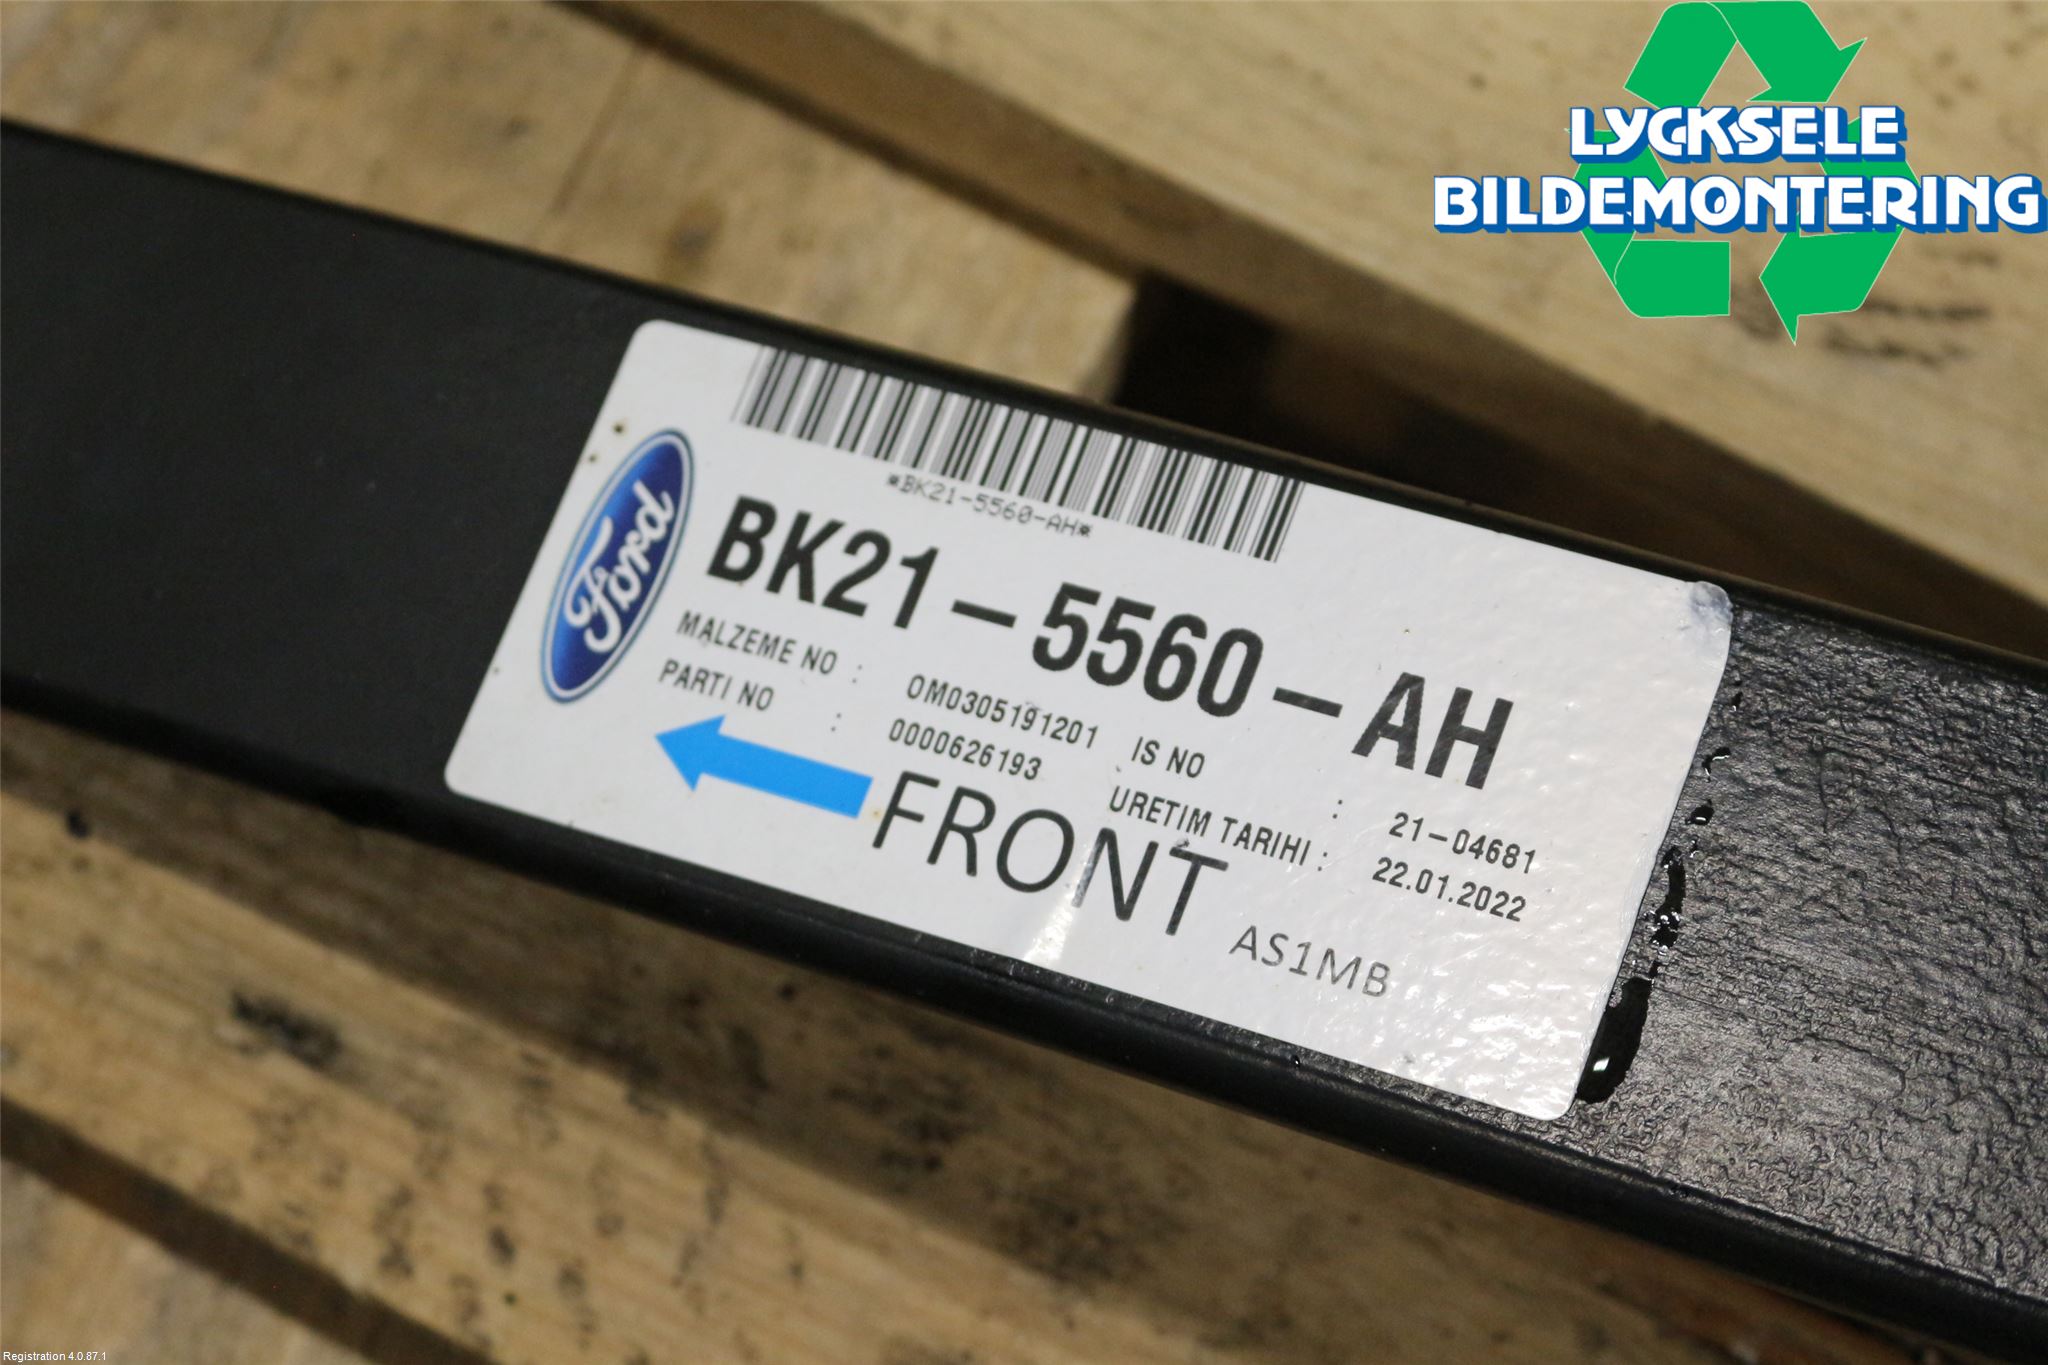 LYCKSELE
BILDEMONTERING
*BK21-5560-AH*
Ford
BK21-5560-AH
MALZEME NO : 0M0305191201 IS NO : 21-04681
PARTI NO : 0000626193 URETIM TARIHI : 22.01.2022
FRONT AS1MB
Registration 4.0.87.1